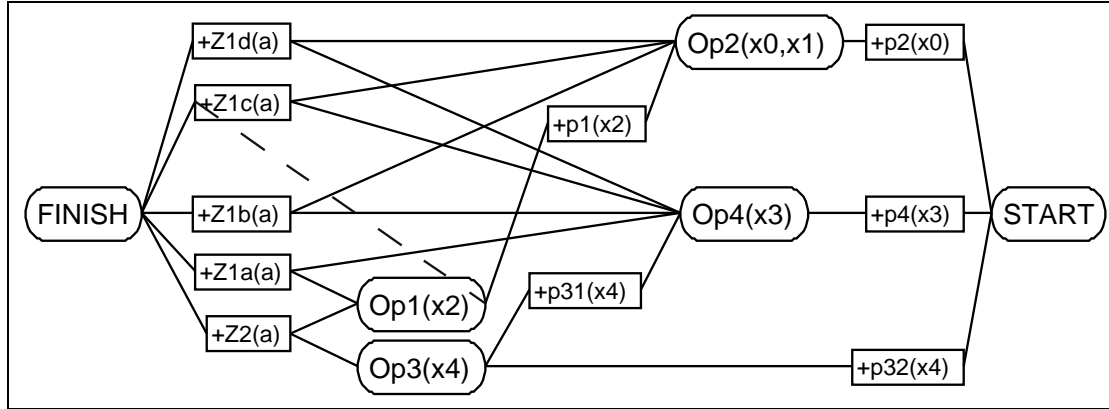 +Z1d(a)
Op2(x0,x1)
+p2(x0)
+Z1c(a)
+p1(x2)
FINISH
+Z1b(a)
Op4(x3)
+p4(x3)
START
+Z1a(a)
Op1(x2)
+p31(x4)
+Z2(a)
Op3(x4)
+p32(x4)